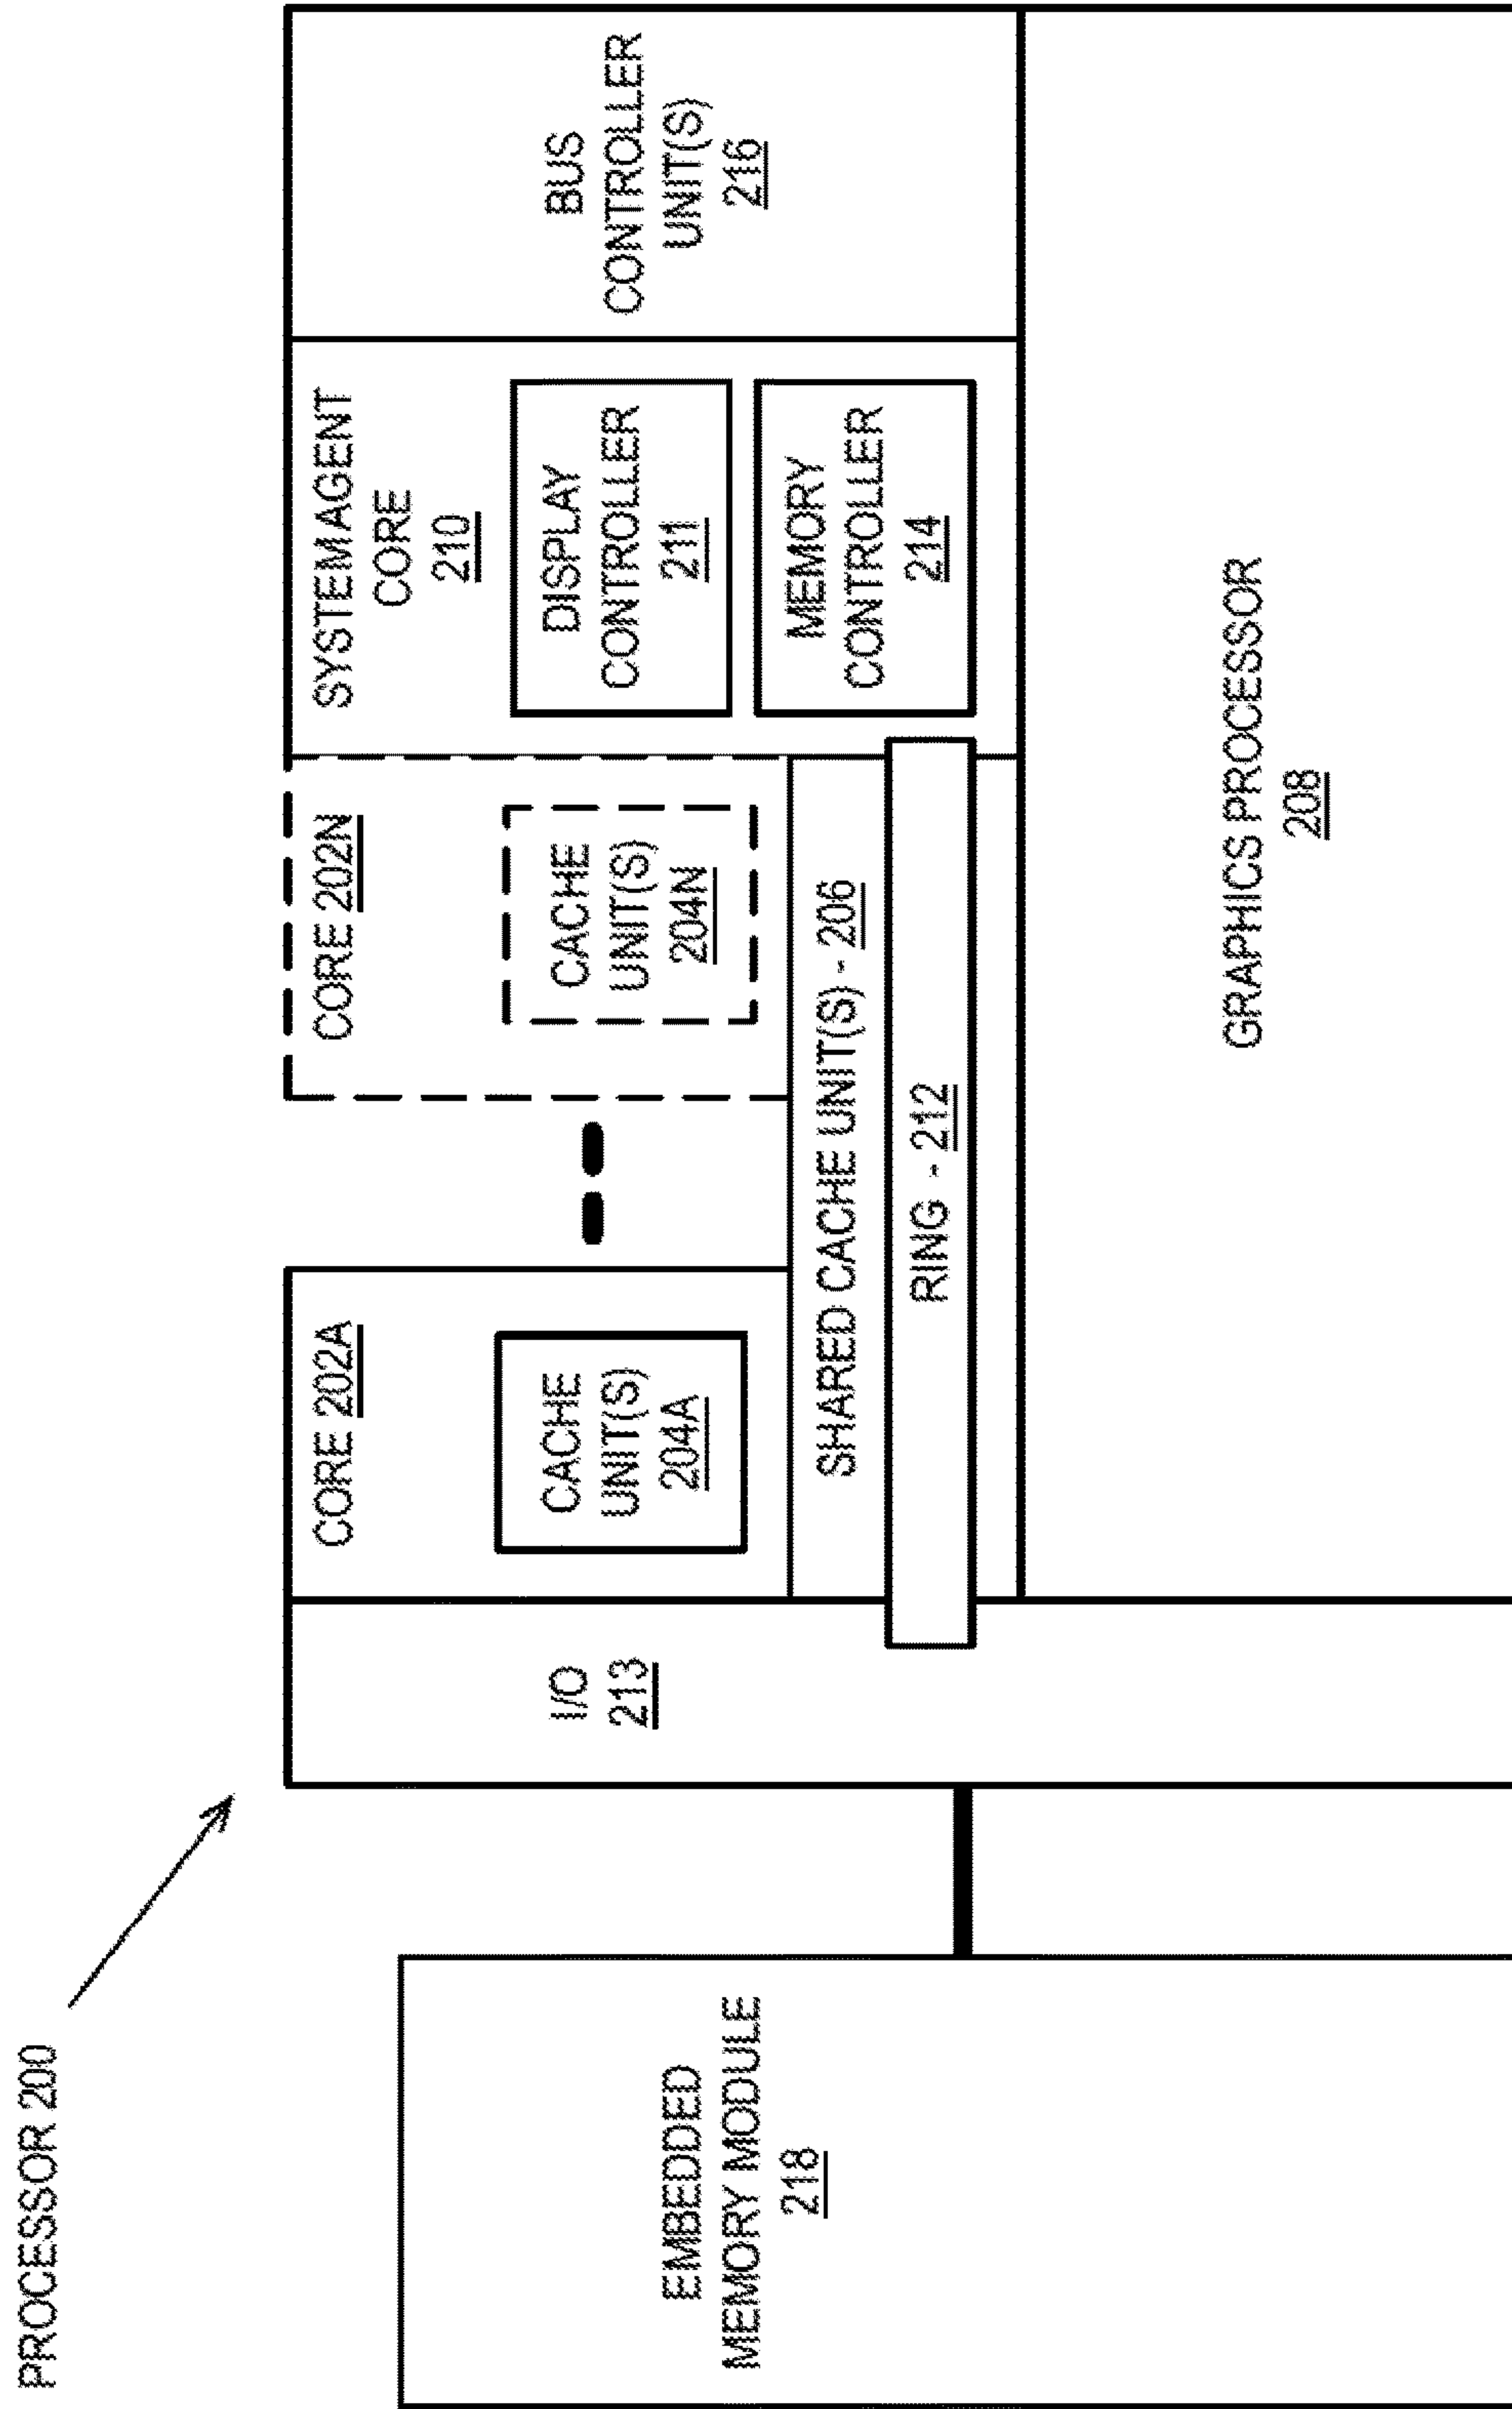 PROCESSOR 200
EMBEDDED
MEMORY MODULE
218
I/O
213
CORE 202A
CACHE
UNIT(S)
204A
CORE 202N
CACHE
UNIT(S)
204N
SHARED CACHE UNIT(S) - 206
RING - 212
SYSTEM AGENT
CORE
210
DISPLAY
CONTROLLER
211
MEMORY
CONTROLLER
214
BUS
CONTROLLER
UNIT(S)
216
GRAPHICS PROCESSOR
208